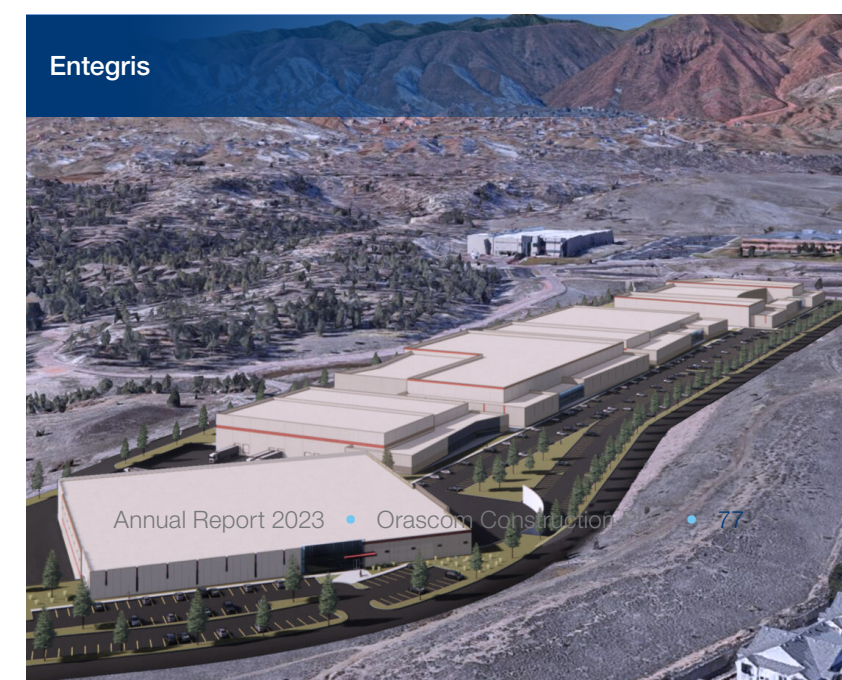 Entegris
Annual Report 2023 • Orascom Construction • 77